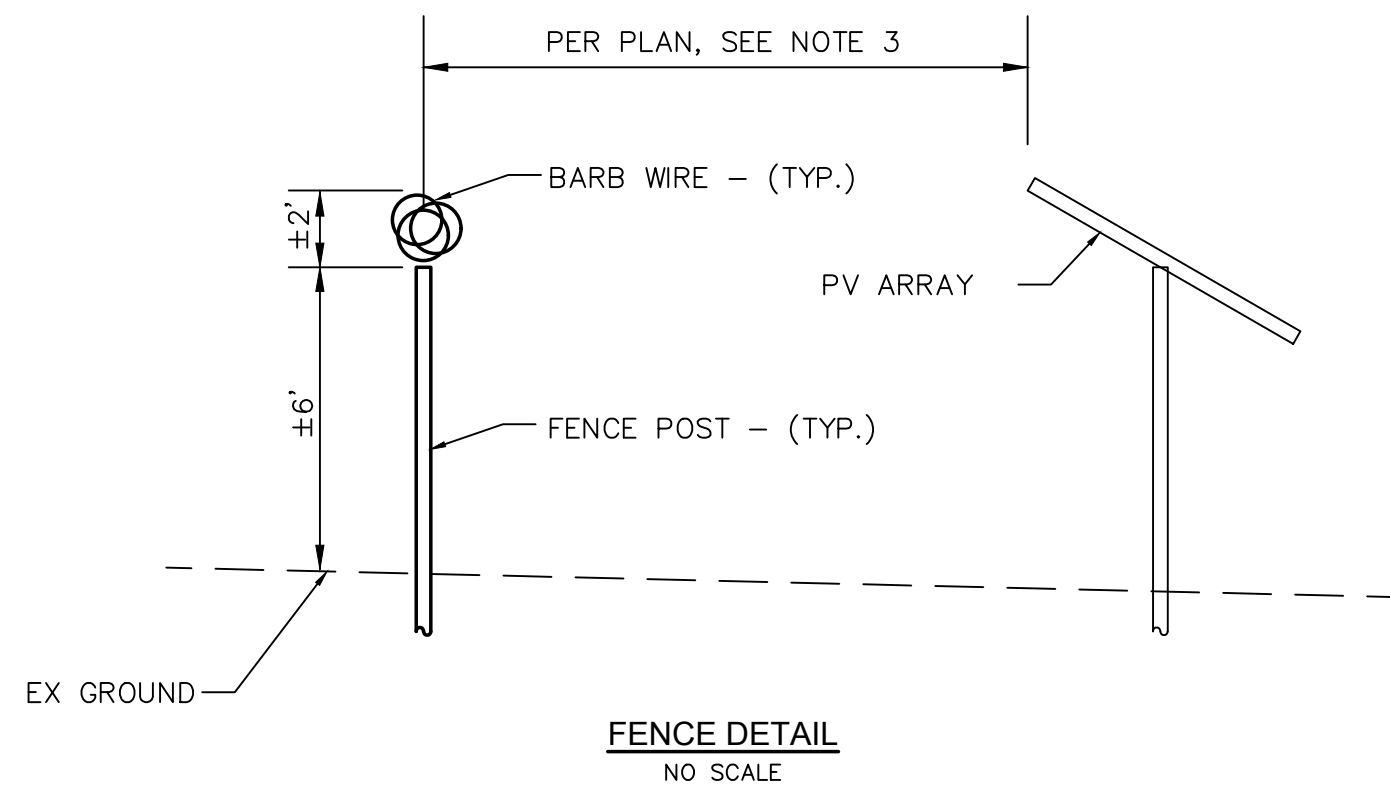 PER PLAN, SEE NOTE 3
BARB WIRE - (TYP.)
±2'
PV ARRAY
±6'
FENCE POST - (TYP.)
EX GROUND
FENCE DETAIL
NO SCALE